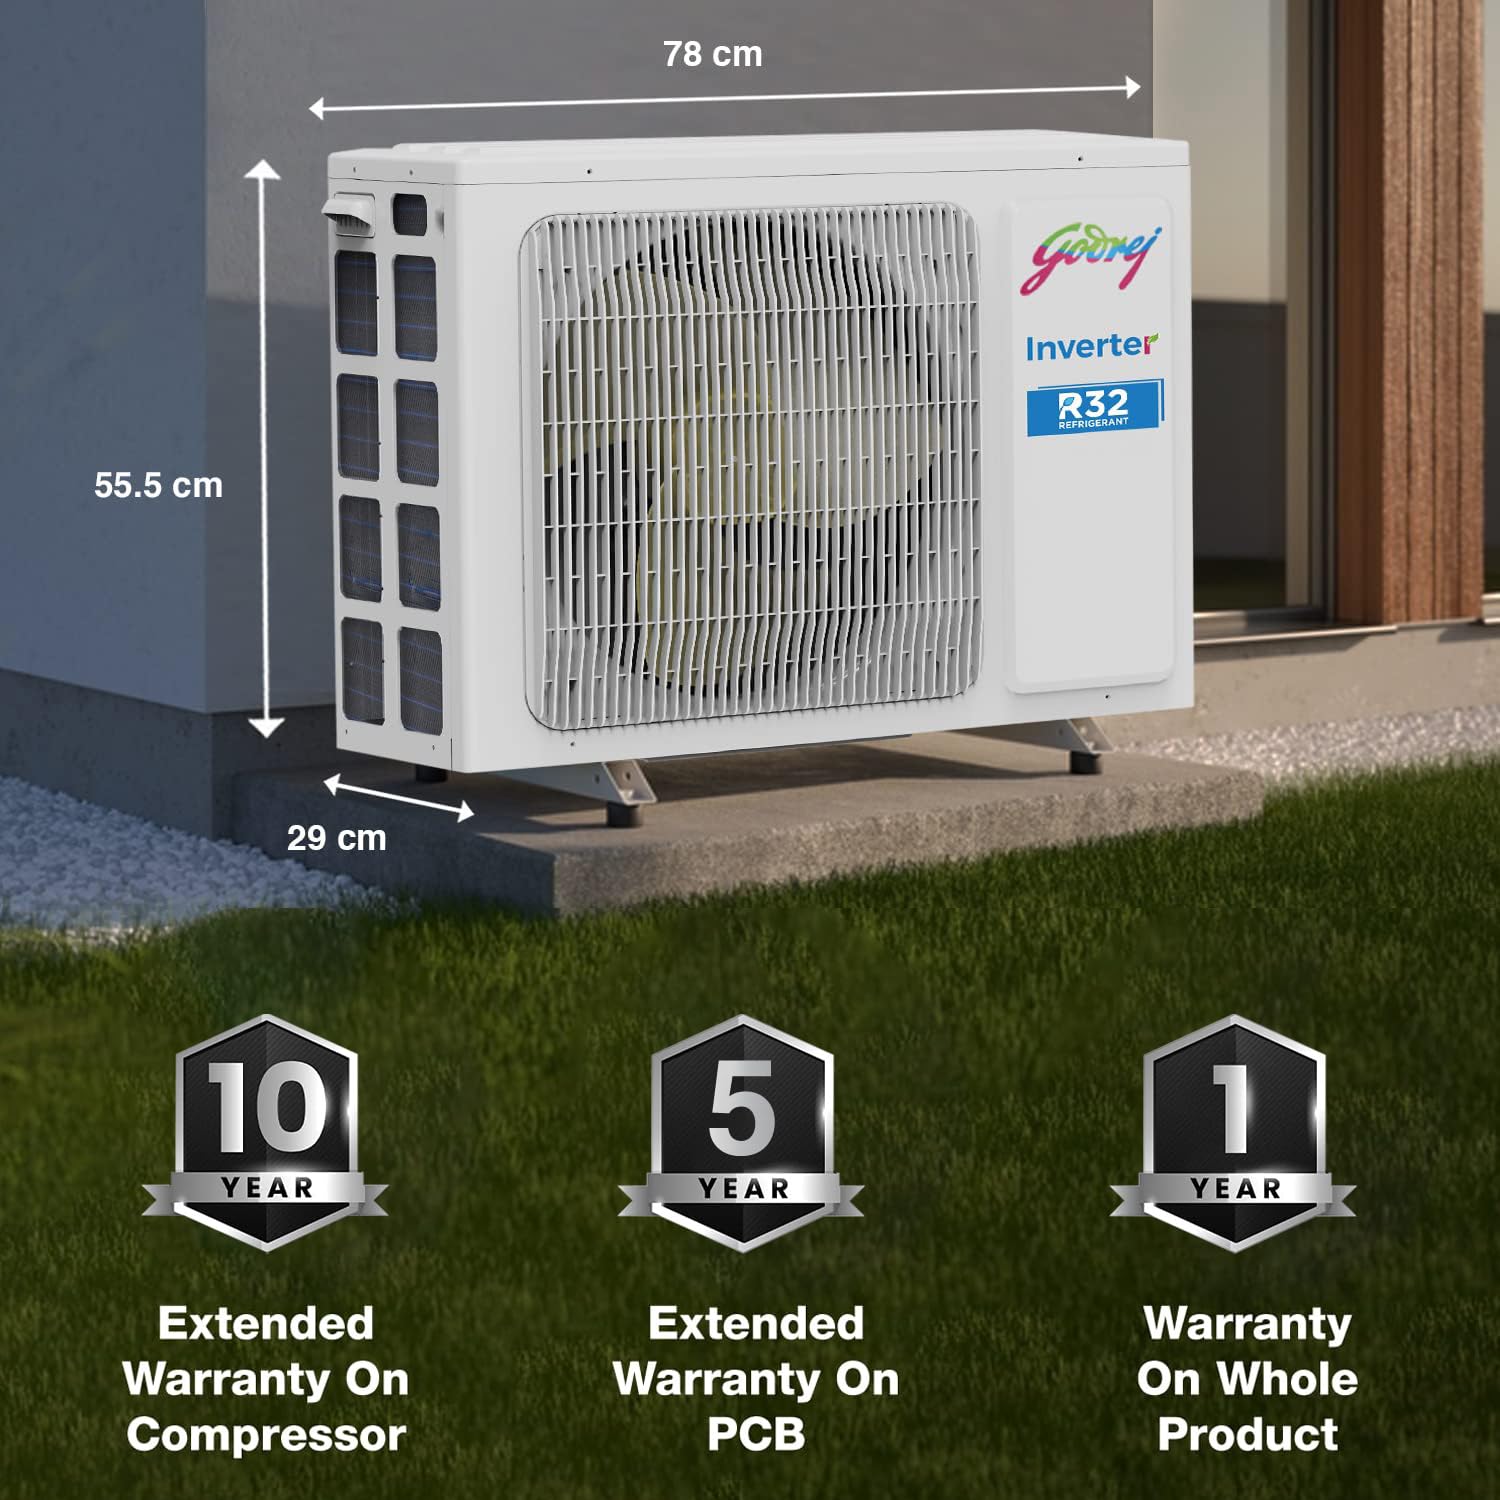 78 cm
55.5 cm
29 cm
Godrej
Inverter
R32
REFRIGERANT
10
YEAR
Extended
Warranty On
Compressor
5
YEAR
Extended
Warranty On
PCB
1
YEAR
Warranty
On Whole
Product